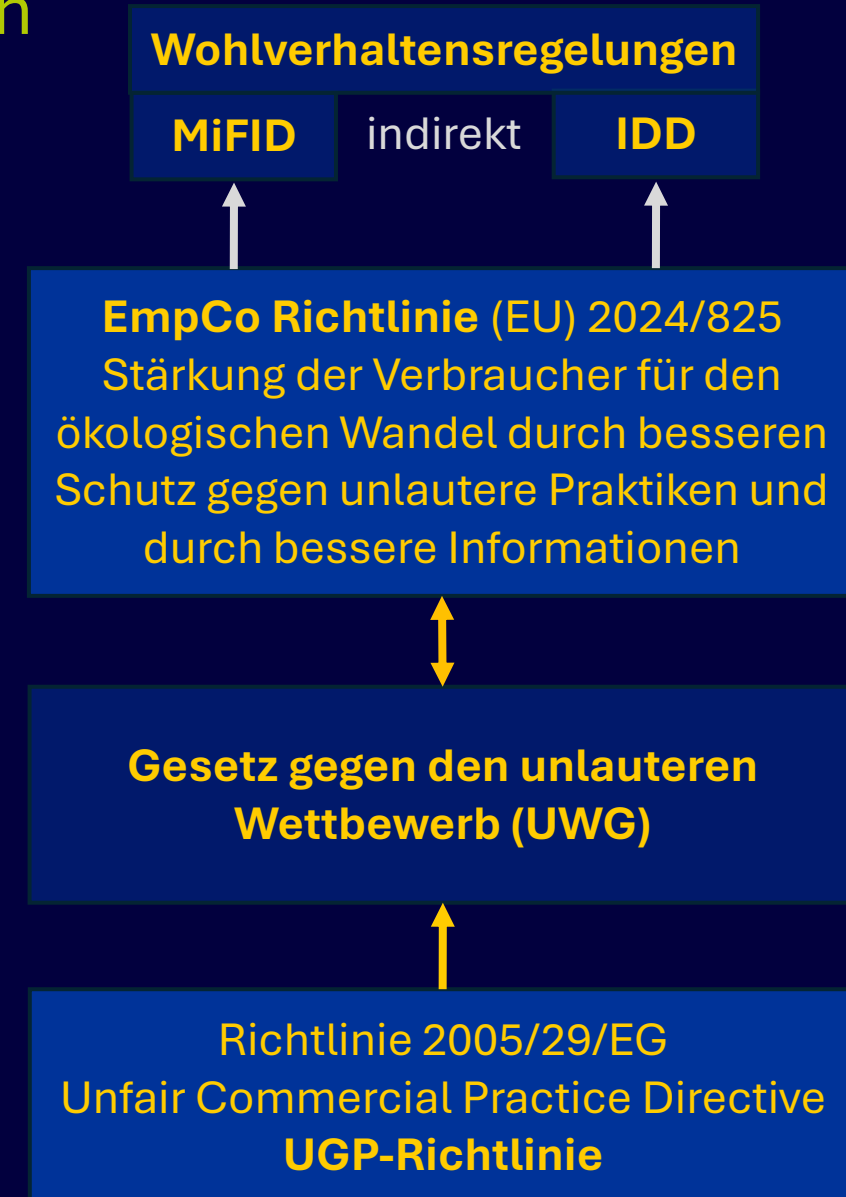 n
Wohlverhaltensregelungen
MiFID indirekt IDD
EmpCo Richtlinie (EU) 2024/825
Stärkung der Verbraucher für den
ökologischen Wandel durch besseren
Schutz gegen unlautere Praktiken und
durch bessere Informationen
Gesetz gegen den unlauteren
Wettbewerb (UWG)
Richtlinie 2005/29/EG
Unfair Commercial Practice Directive
UGP-Richtlinie